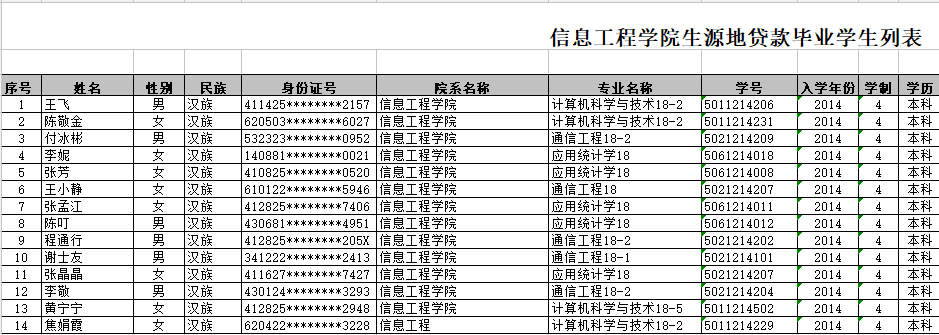 信息工程学院生源地贷款毕业学生列表
序号 姓名 性别 民族 身份证号 院系名称 专业名称 学号 入学年份 学制 学历
1 王飞 男 汉族 411425********2157 信息工程学院 计算机科学与技术18-2 5011214206 2014 4 本科
2 陈敬金 女 汉族 620503********6027 信息工程学院 计算机科学与技术18-2 5011214231 2014 4 本科
3 付冰彬 男 汉族 532323********0952 信息工程学院 通信工程18-2 5021214209 2014 4 本科
4 李妮 女 汉族 140881********0021 信息工程学院 应用统计学18 5061214018 2014 4 本科
5 张芳 女 汉族 410825********0520 信息工程学院 应用统计学18 5061214008 2014 4 本科
6 王小静 女 汉族 610122********5946 信息工程学院 通信工程18 5021214207 2014 4 本科
7 张孟江 女 汉族 412825********7406 信息工程学院 应用统计学18 5061214011 2014 4 本科
8 陈叮 男 汉族 430681********4951 信息工程学院 应用统计学18 5061214012 2014 4 本科
9 程通行 男 汉族 412825********205X 信息工程学院 通信工程18-2 5021214202 2014 4 本科
10 谢士友 男 汉族 341222********2413 信息工程学院 通信工程18-1 5021214101 2014 4 本科
11 张晶晶 女 汉族 411627********7427 信息工程学院 应用统计学18 5021214207 2014 4 本科
12 李敬 男 汉族 430124********3293 信息工程学院 通信工程18-2 5021214204 2014 4 本科
13 黄宁宁 女 汉族 412825********2948 信息工程学院 计算机科学与技术18-5 5011214502 2014 4 本科
14 焦娟霞 女 汉族 620422********3228 信息工程 计算机科学与技术18-2 5011214229 2014 4 本科